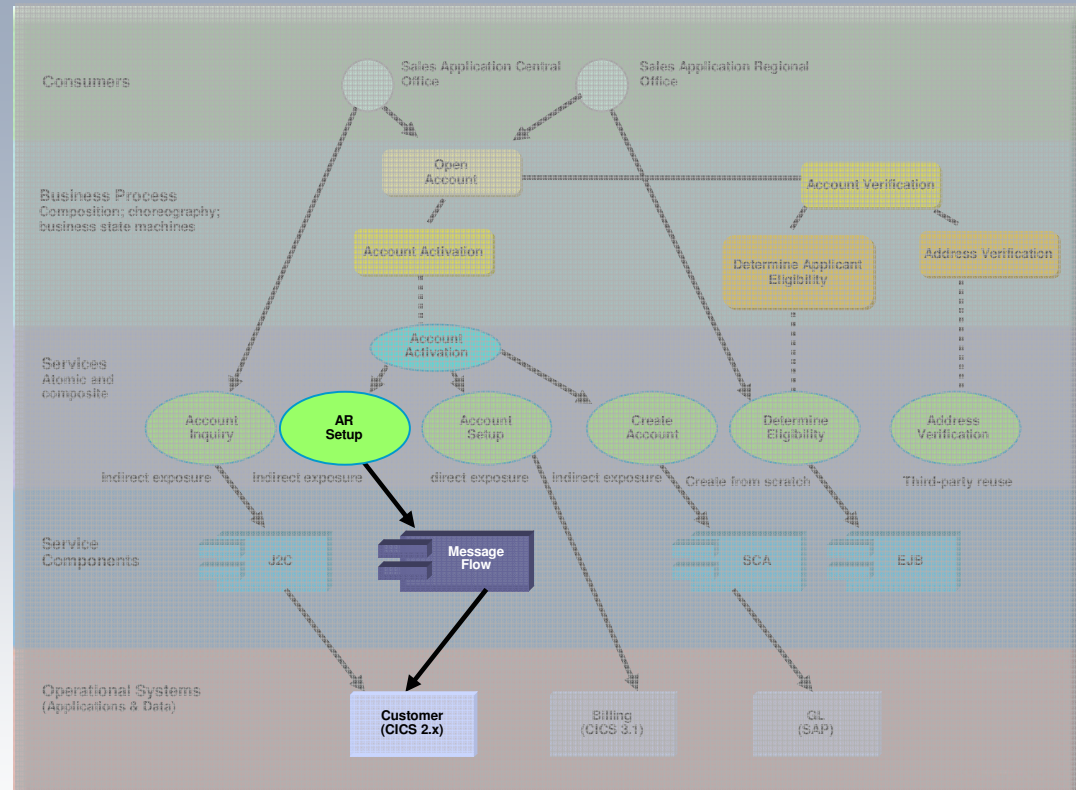 Consumers
Sales Application Central
Office
Sales Application Regional
Office
Open
Account
Account Verification
Business Process
Composition; choreography;
business state machines
Account Activation
Determine Applicant
Eligibility
Address Verification
Account
Activation
Services
Atomic and
composite
Account
Inquiry
AR
Setup
Account
Setup
Create
Account
Determine
Eligibility
Address
Verification
Indirect exposure
Indirect exposure
direct exposure
Indirect exposure
Create from scratch
Third-party reuse
Service
Components
J2C
Message
Flow
SCA
EJB
Operational Systems
(Applications & Data)
Customer
(CICS 2.x)
Billing
(CICS 3.1)
GL
(SAP)